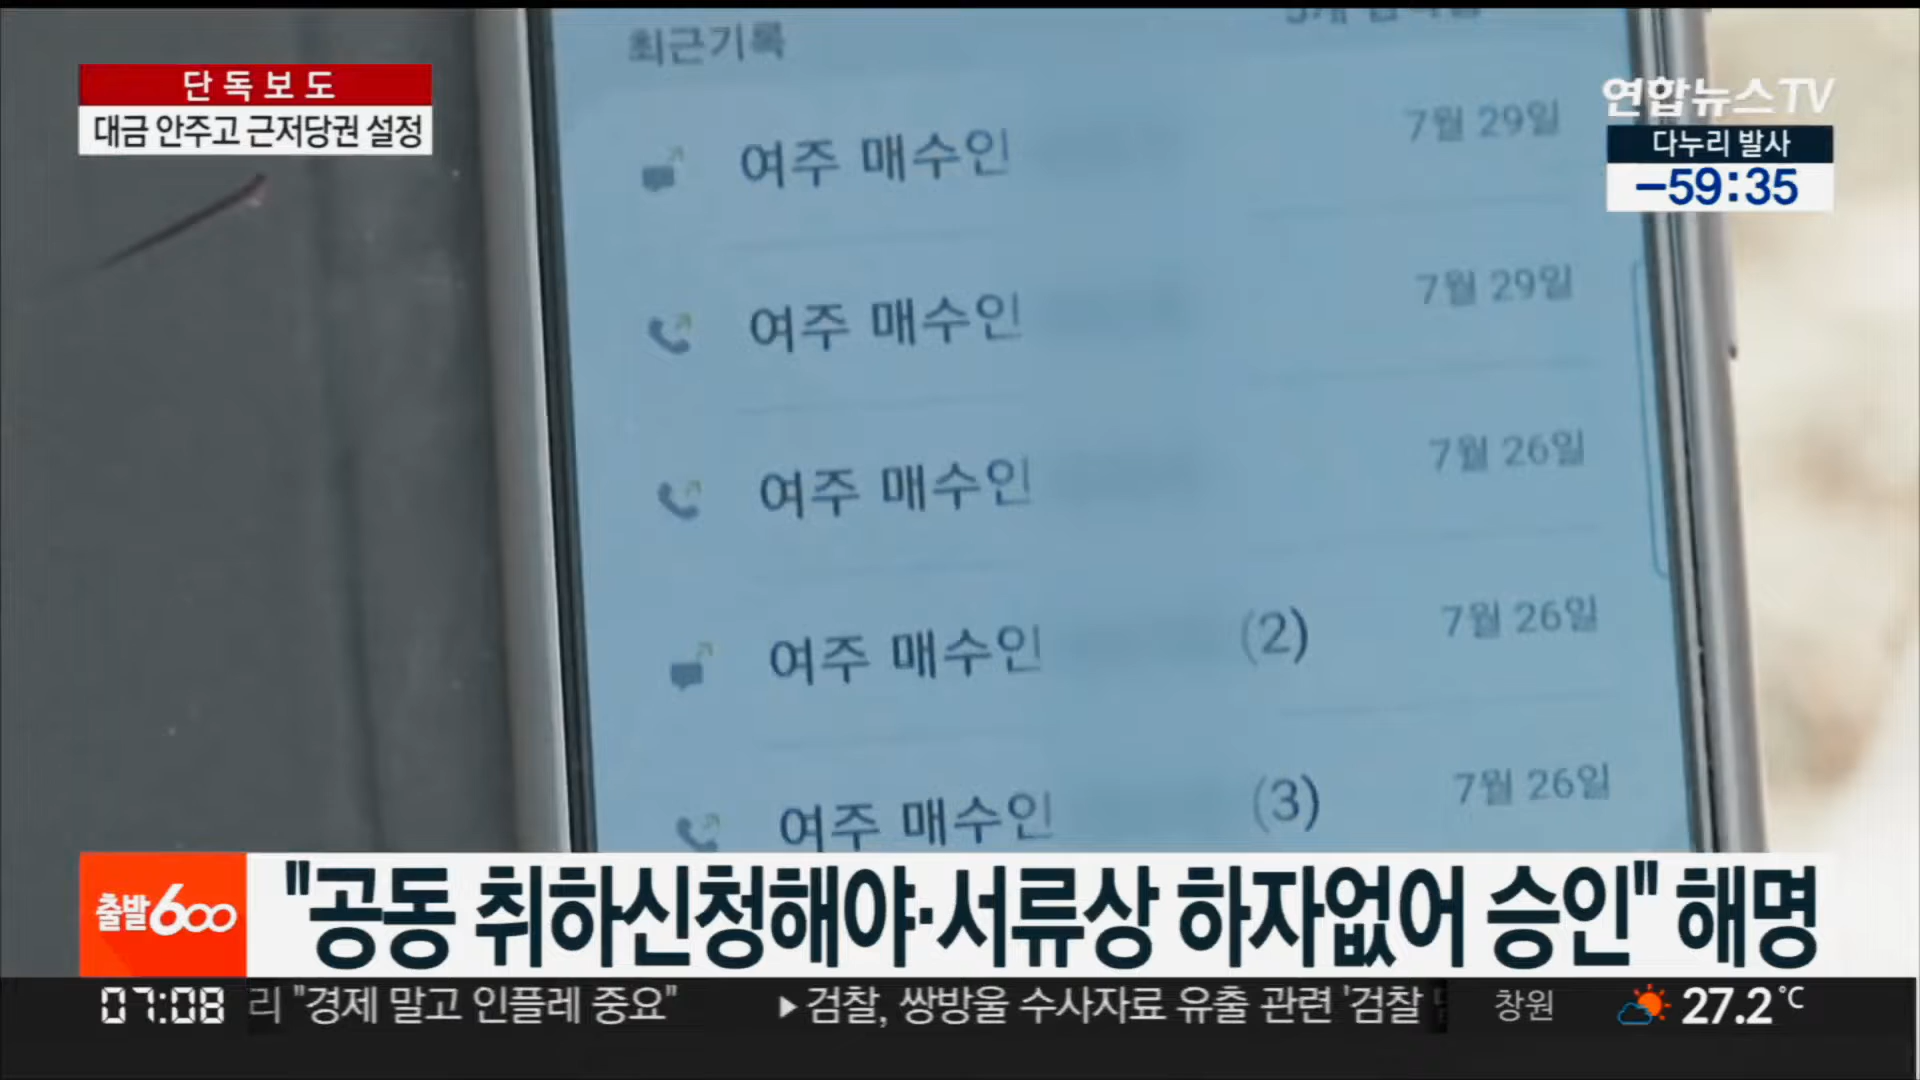 최근기록
단독보도
대금 안주고 근저당권 설정
연합뉴스TV
다누리 발사
-59:35
여주 매수인 7월 29일
여주 매수인 7월 29일
여주 매수인 7월 26일
여주 매수인 (2) 7월 26일
여주 매수인 (3) 7월 26일
출발600 "공동 취하신청해야·서류상 하자없어 승인" 해명
07:08 리 "경제 말고 인플레 중요" ▶검찰, 쌍방울 수사자료 유출 관련 '검찰 창원 27.2℃